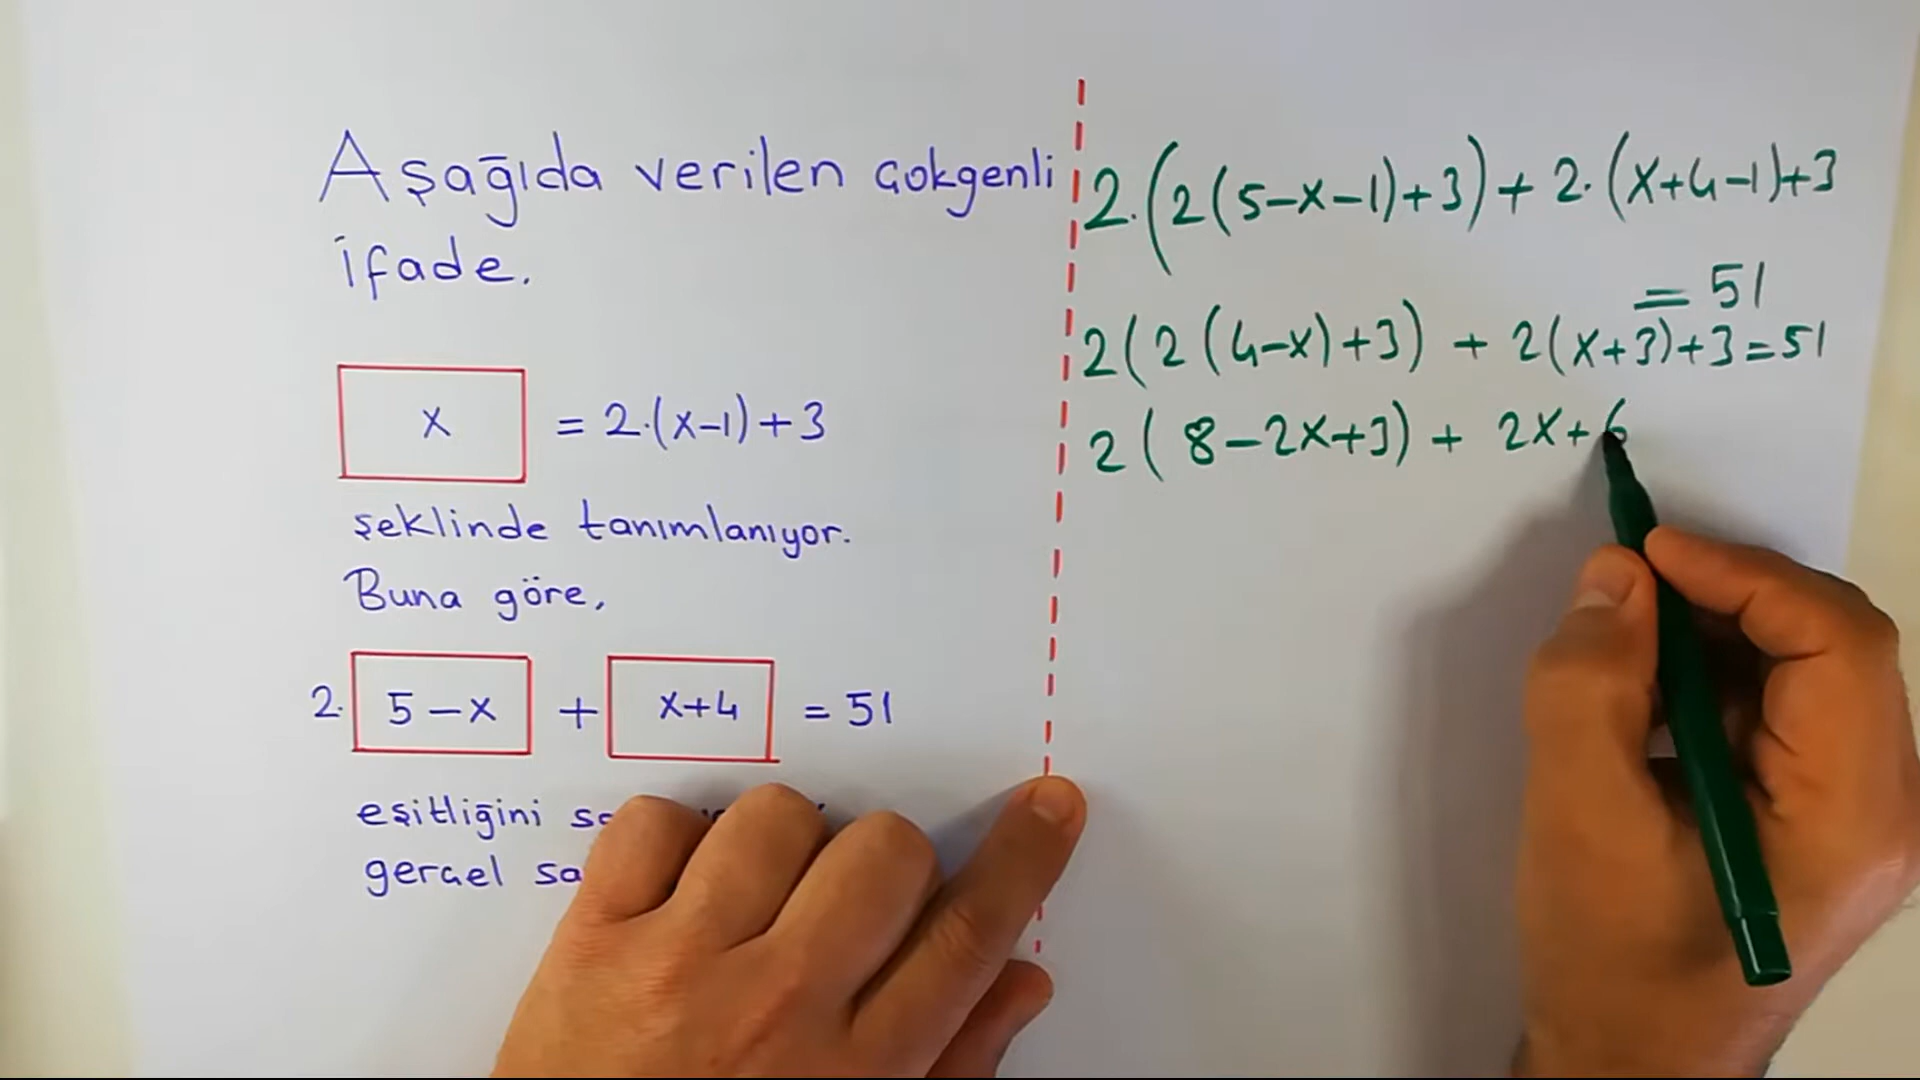 Aşağıda verilen çokgenli
ifade.
x = 2.(x-1)+3
şeklinde tanımlanıyor.
Buna göre,
2. 5-x + x+4 = 51
eşitliğini
gerçel
2.(2(5-x-1)+3)+2.(x+4-1)+3
= 51
2(2(4-x)+3) + 2(x+3)+3=51
2(8-2x+3) + 2x+6